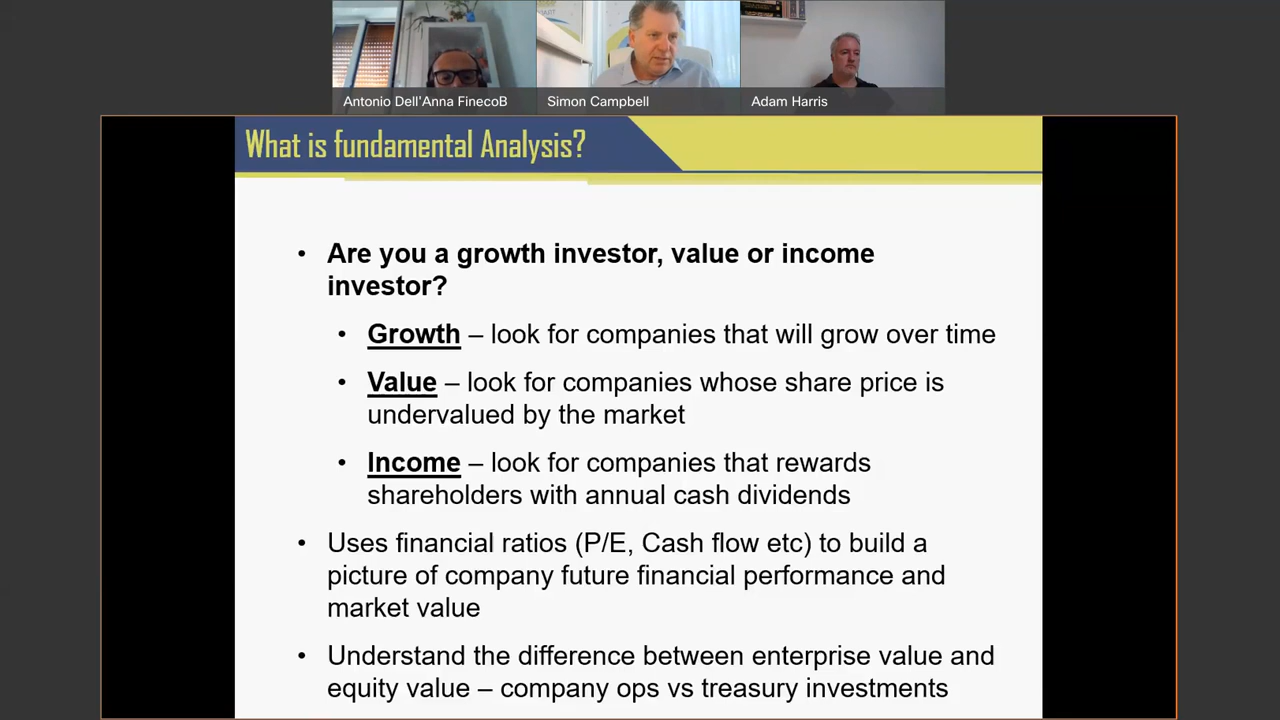 Antonio Dell'Anna FinecoB
Simon Campbell
Adam Harris
What is fundamental Analysis?
• Are you a growth investor, value or income
investor?
• Growth – look for companies that will grow over time
• Value – look for companies whose share price is
undervalued by the market
• Income – look for companies that rewards
shareholders with annual cash dividends
• Uses financial ratios (P/E, Cash flow etc) to build a
picture of company future financial performance and
market value
• Understand the difference between enterprise value and
equity value – company ops vs treasury investments